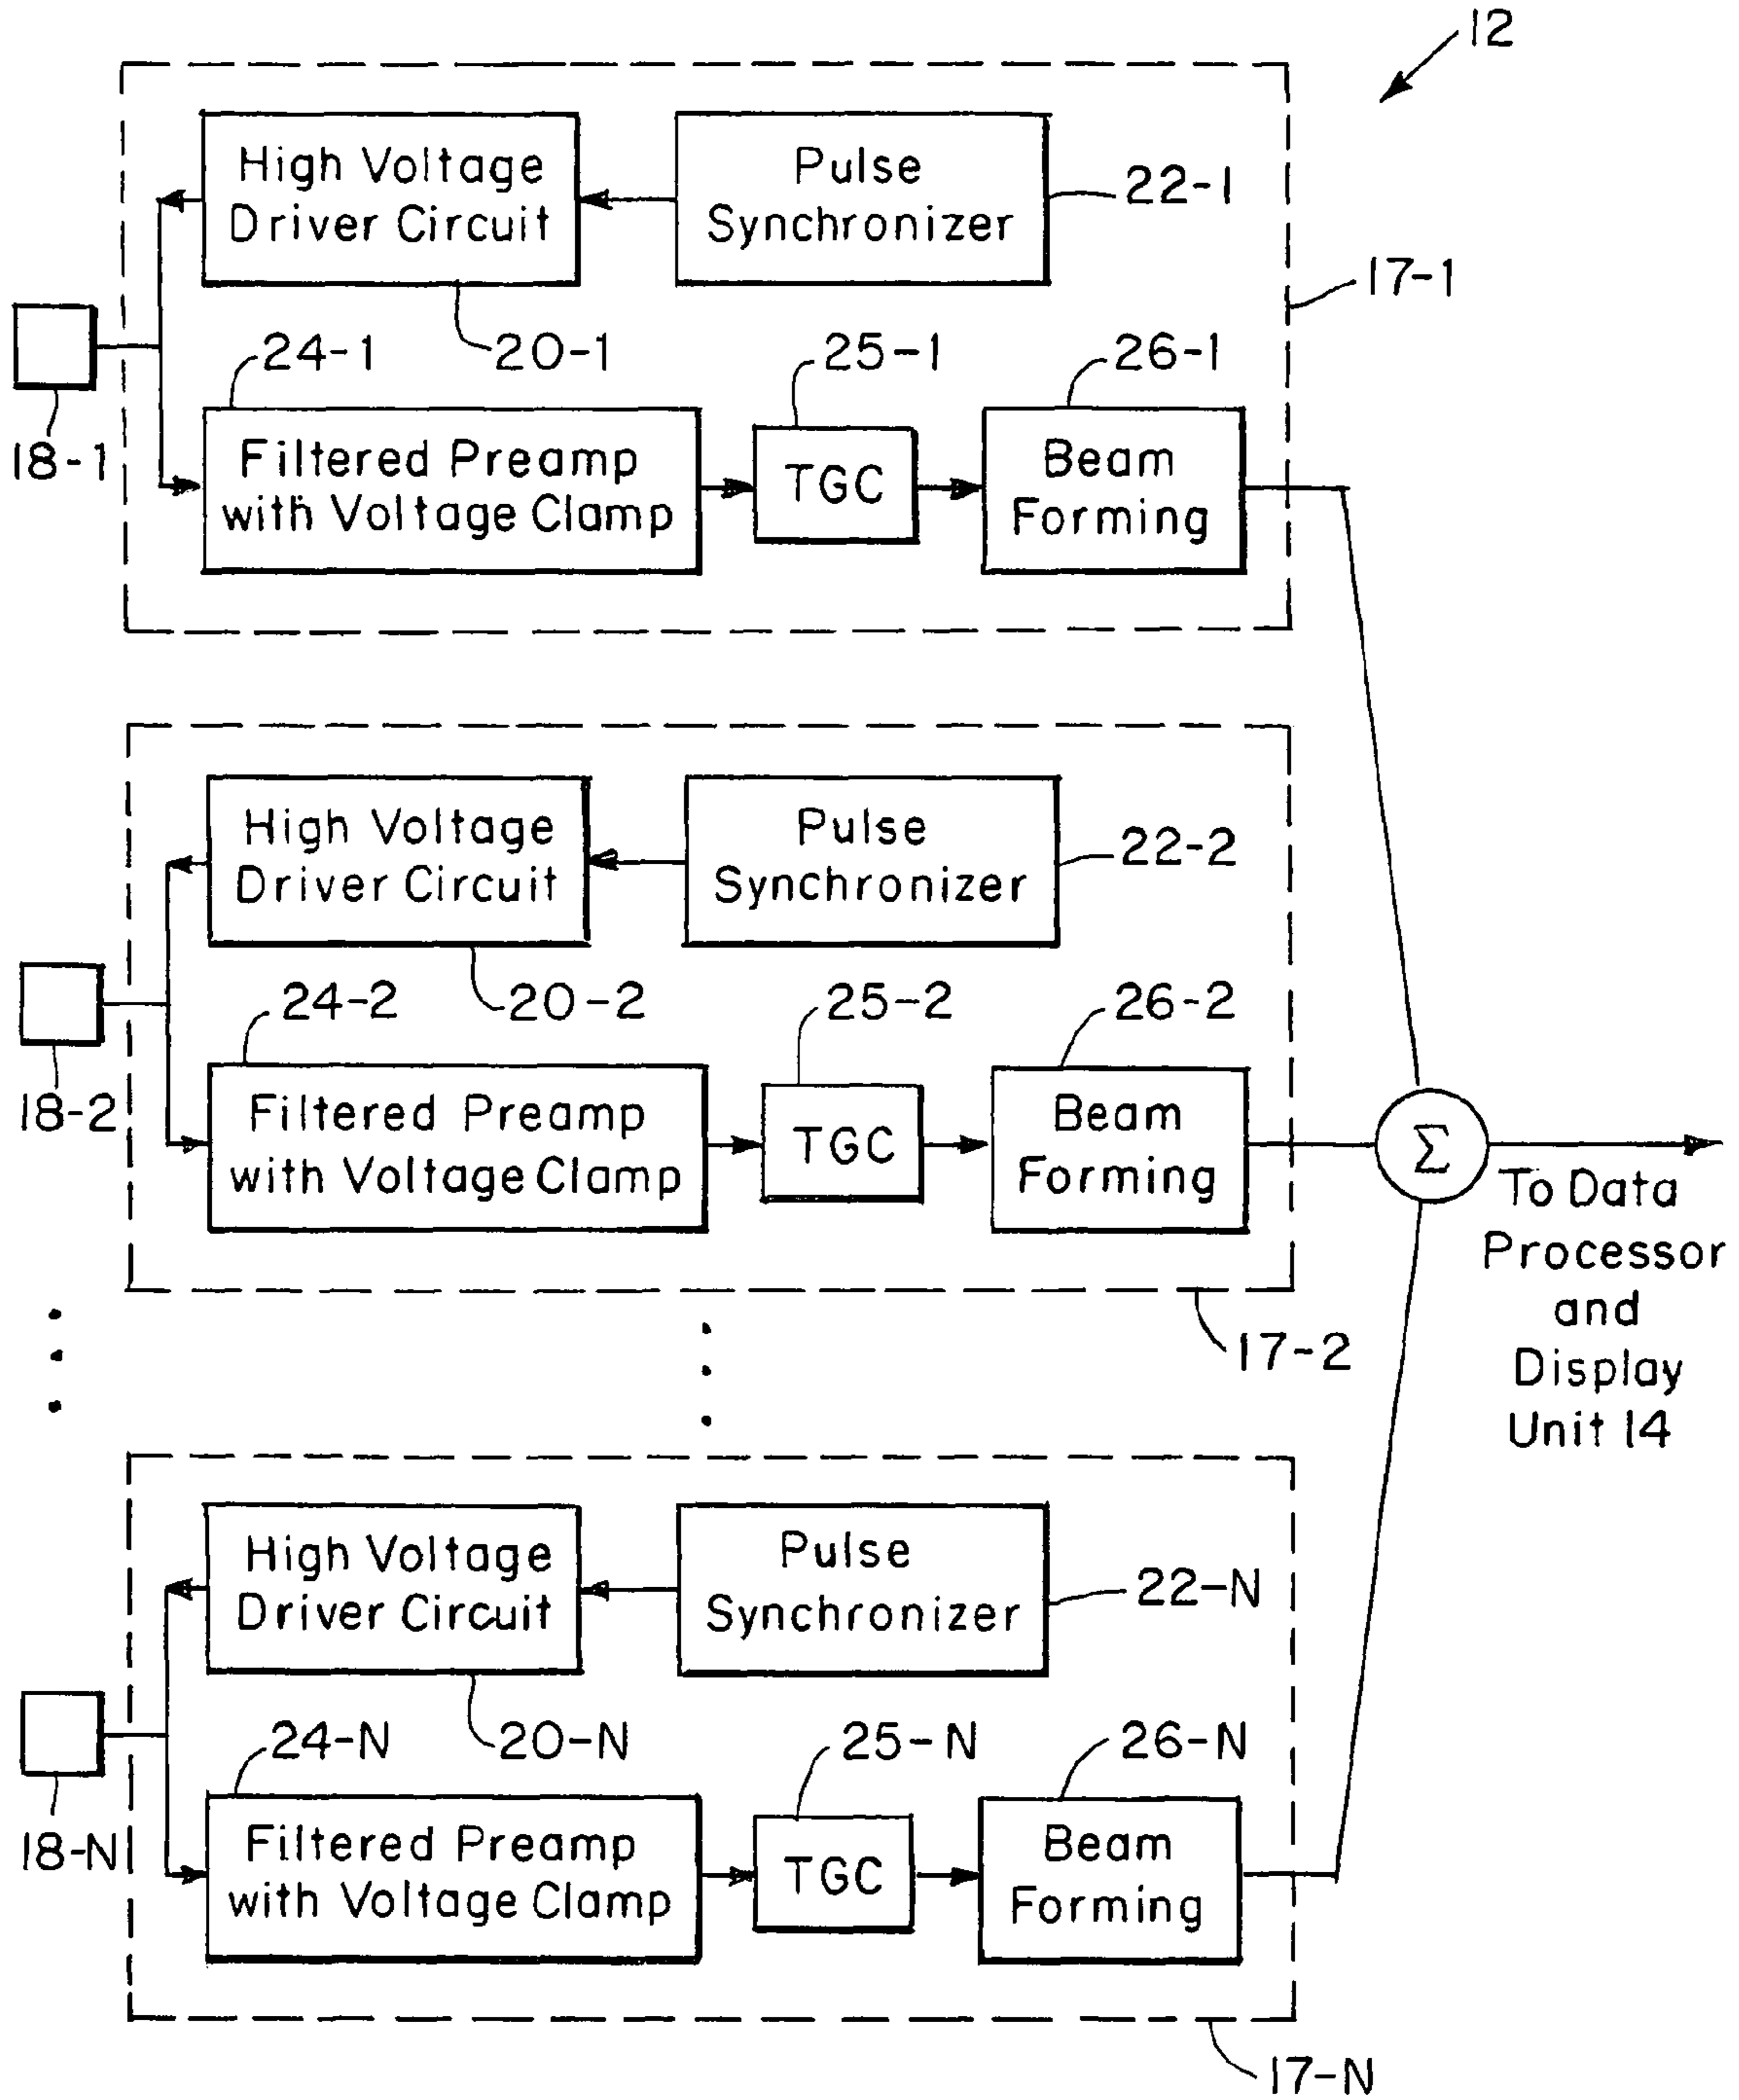 12
High Voltage
Driver Circuit
Pulse
Synchronizer
22-1
17-1
24-1
20-1
25-1
26-1
18-1
Filtered Preamp
with Voltage Clamp
TGC
Beam
Forming
High Voltage
Driver Circuit
Pulse
Synchronizer
22-2
24-2
20-2
25-2
26-2
18-2
Filtered Preamp
with Voltage Clamp
TGC
Beam
Forming
Σ
To Data
Processor
and
Display
Unit 14
17-2
High Voltage
Driver Circuit
Pulse
Synchronizer
22-N
24-N
20-N
25-N
26-N
18-N
Filtered Preamp
with Voltage Clamp
TGC
Beam
Forming
17-N